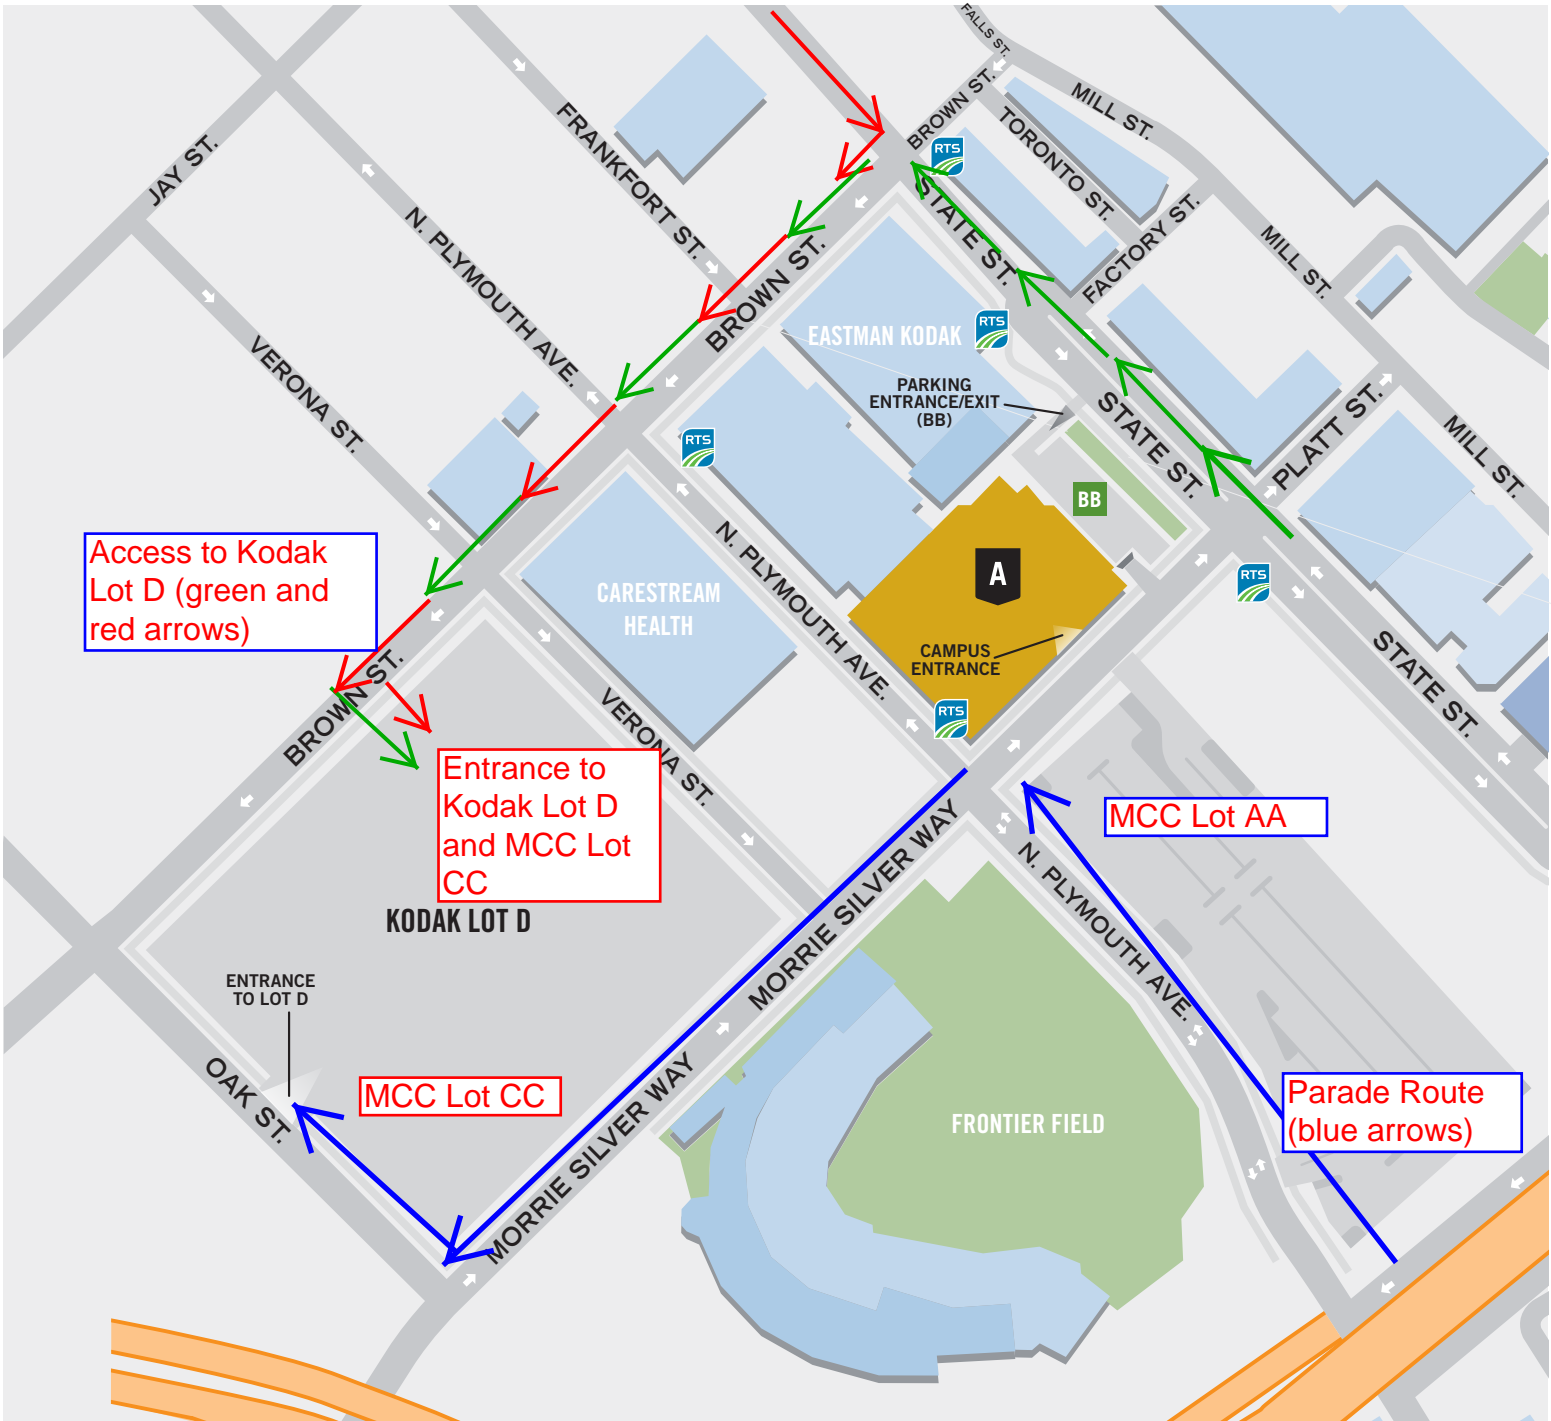 FALLS ST.
BROWN ST.
MILL ST.
TORONTO ST.
FRANKFORT ST.
JAY ST.
RTS
STATE ST.
FACTORY ST.
MILL ST.
N. PLYMOUTH AVE.
BROWN ST.
EASTMAN KODAK
RTS
VERONA ST.
PARKING
ENTRANCE/EXIT
(BB)
STATE ST.
PLATT ST.
MILL ST.
RTS
BB
Access to Kodak
Lot D (green and
red arrows)
N. PLYMOUTH AVE.
A
RTS
CARESTREAM
HEALTH
CAMPUS
ENTRANCE
STATE ST.
BROWN ST.
BROWN ST.
VERONA ST.
RTS
Entrance to
Kodak Lot D
and MCC Lot
CC
MCC Lot AA
KODAK LOT D
MORRIE SILVER WAY
N. PLYMOUTH AVE.
ENTRANCE
TO LOT D
OAK ST.
MCC Lot CC
MORRIE SILVER WAY
FRONTIER FIELD
Parade Route
(blue arrows)